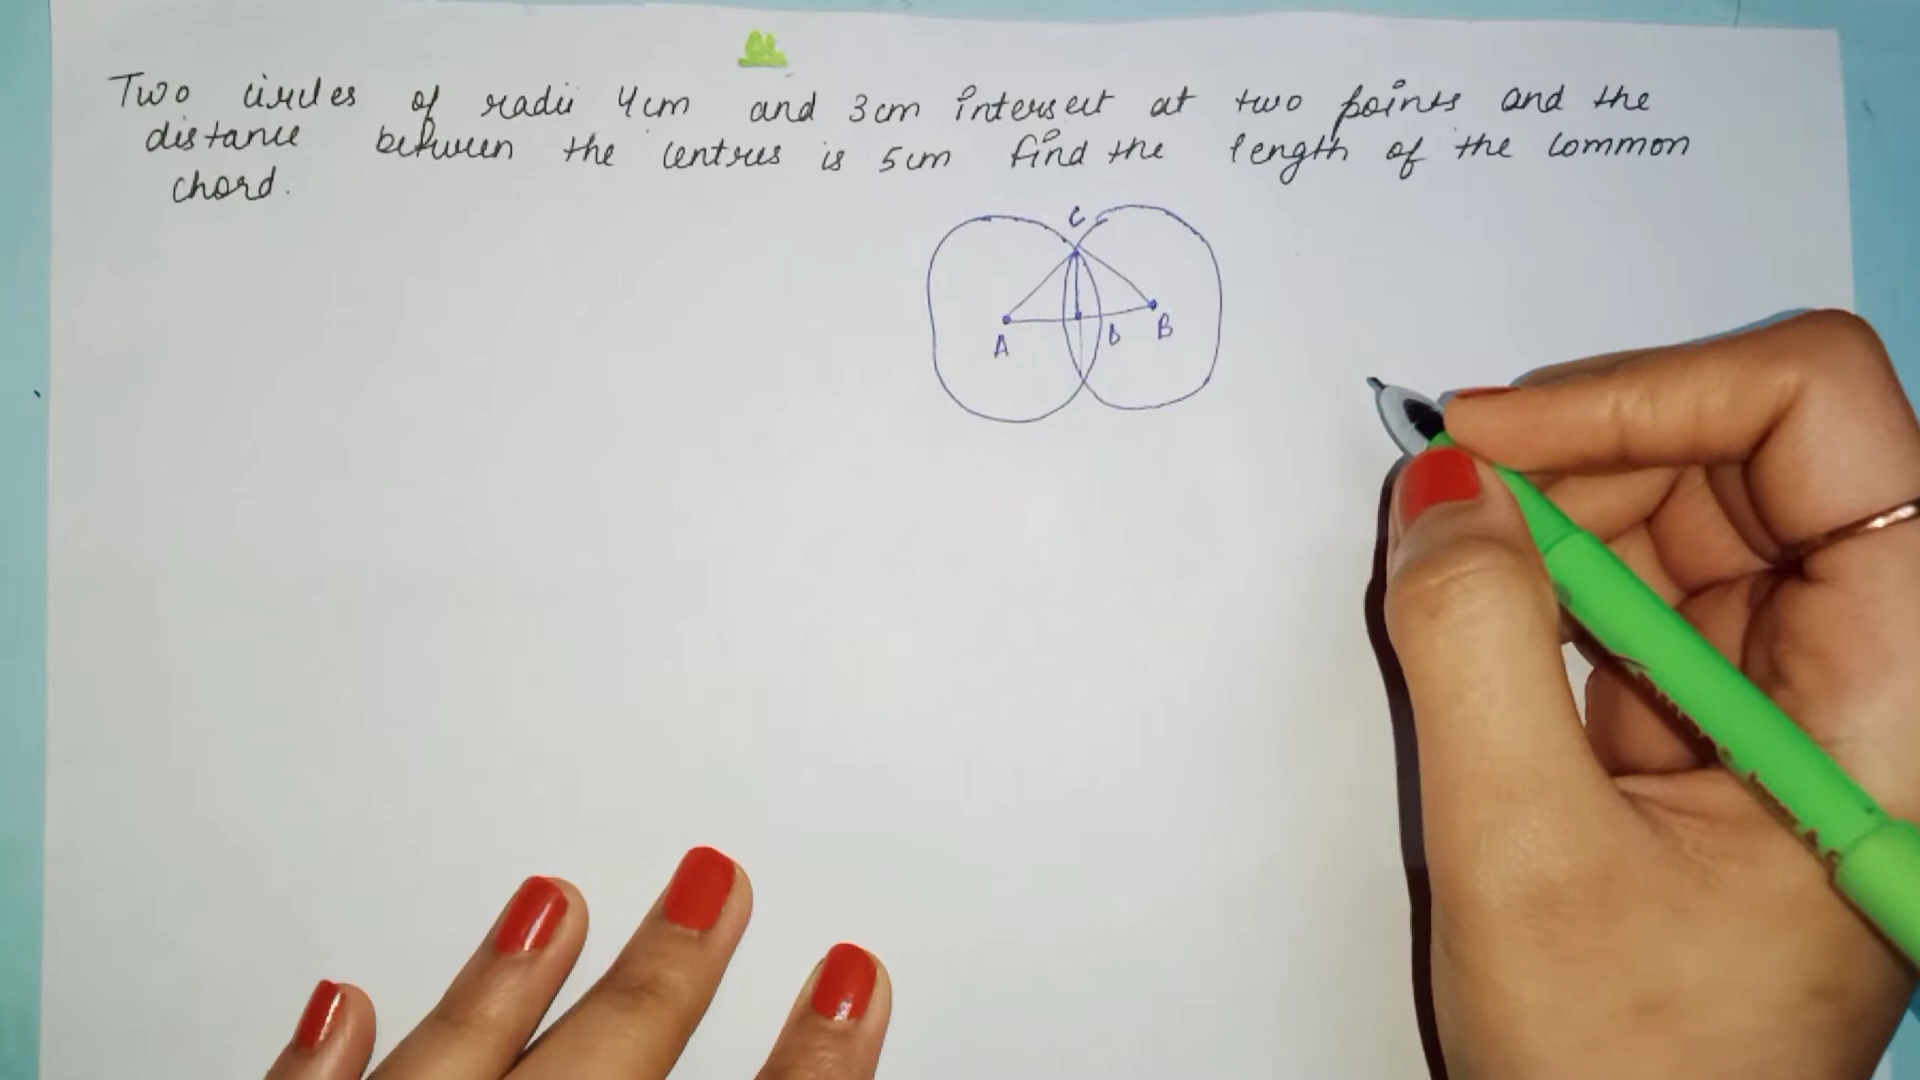 Two circles of radii 4cm and 3cm intersect at two points and the
distance between the centres is 5cm find the length of the common
chord.
C
A
D
B